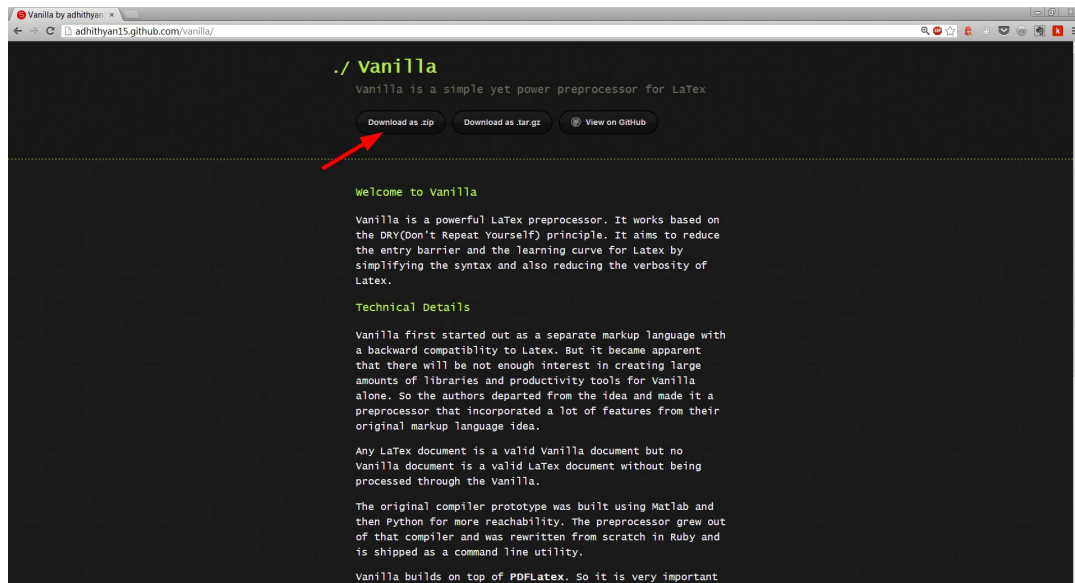 Vanilla by adhithyan
adhithyan15.github.com/vanilla/
./ Vanilla
Vanilla is a simple yet power preprocessor for LaTex
Download as .zip Download as .tar.gz View on GitHub
Welcome to Vanilla
Vanilla is a powerful LaTex preprocessor. It works based on
the DRY(Don't Repeat Yourself) principle. It aims to reduce
the entry barrier and the learning curve for Latex by
simplifying the syntax and also reducing the verbosity of
Latex.
Technical Details
Vanilla first started out as a separate markup language with
a backward compatiblity to Latex. But it became apparent
that there will be not enough interest in creating large
amounts of libraries and productivity tools for Vanilla
alone. So the authors departed from the idea and made it a
preprocessor that incorporated a lot of features from their
original markup language idea.
Any LaTex document is a valid Vanilla document but no
Vanilla document is a valid LaTex document without being
processed through the Vanilla.
The original compiler prototype was built using Matlab and
then Python for more reachability. The preprocessor grew out
of that compiler and was rewritten from scratch in Ruby and
is shipped as a command line utility.
Vanilla builds on top of PDFLatex. So it is very important